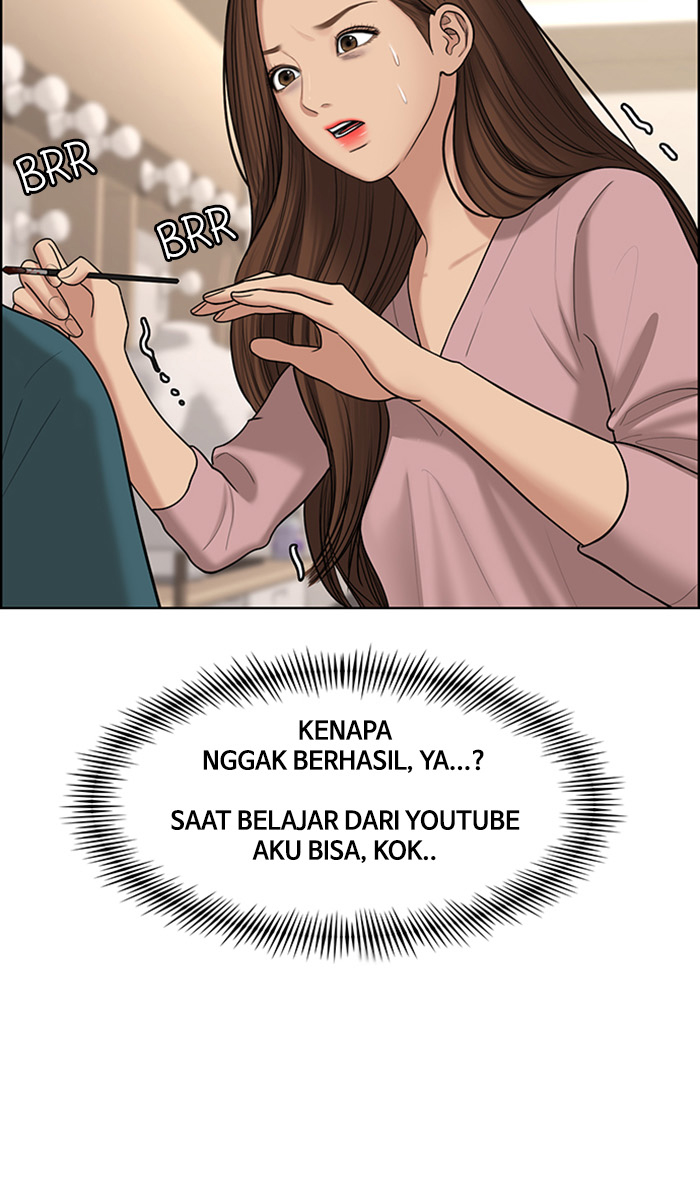 BRR
BRR
KENAPA
NGGAK BERHASIL, YA...?
SAAT BELAJAR DARI YOUTUBE
AKU BISA, KOK..